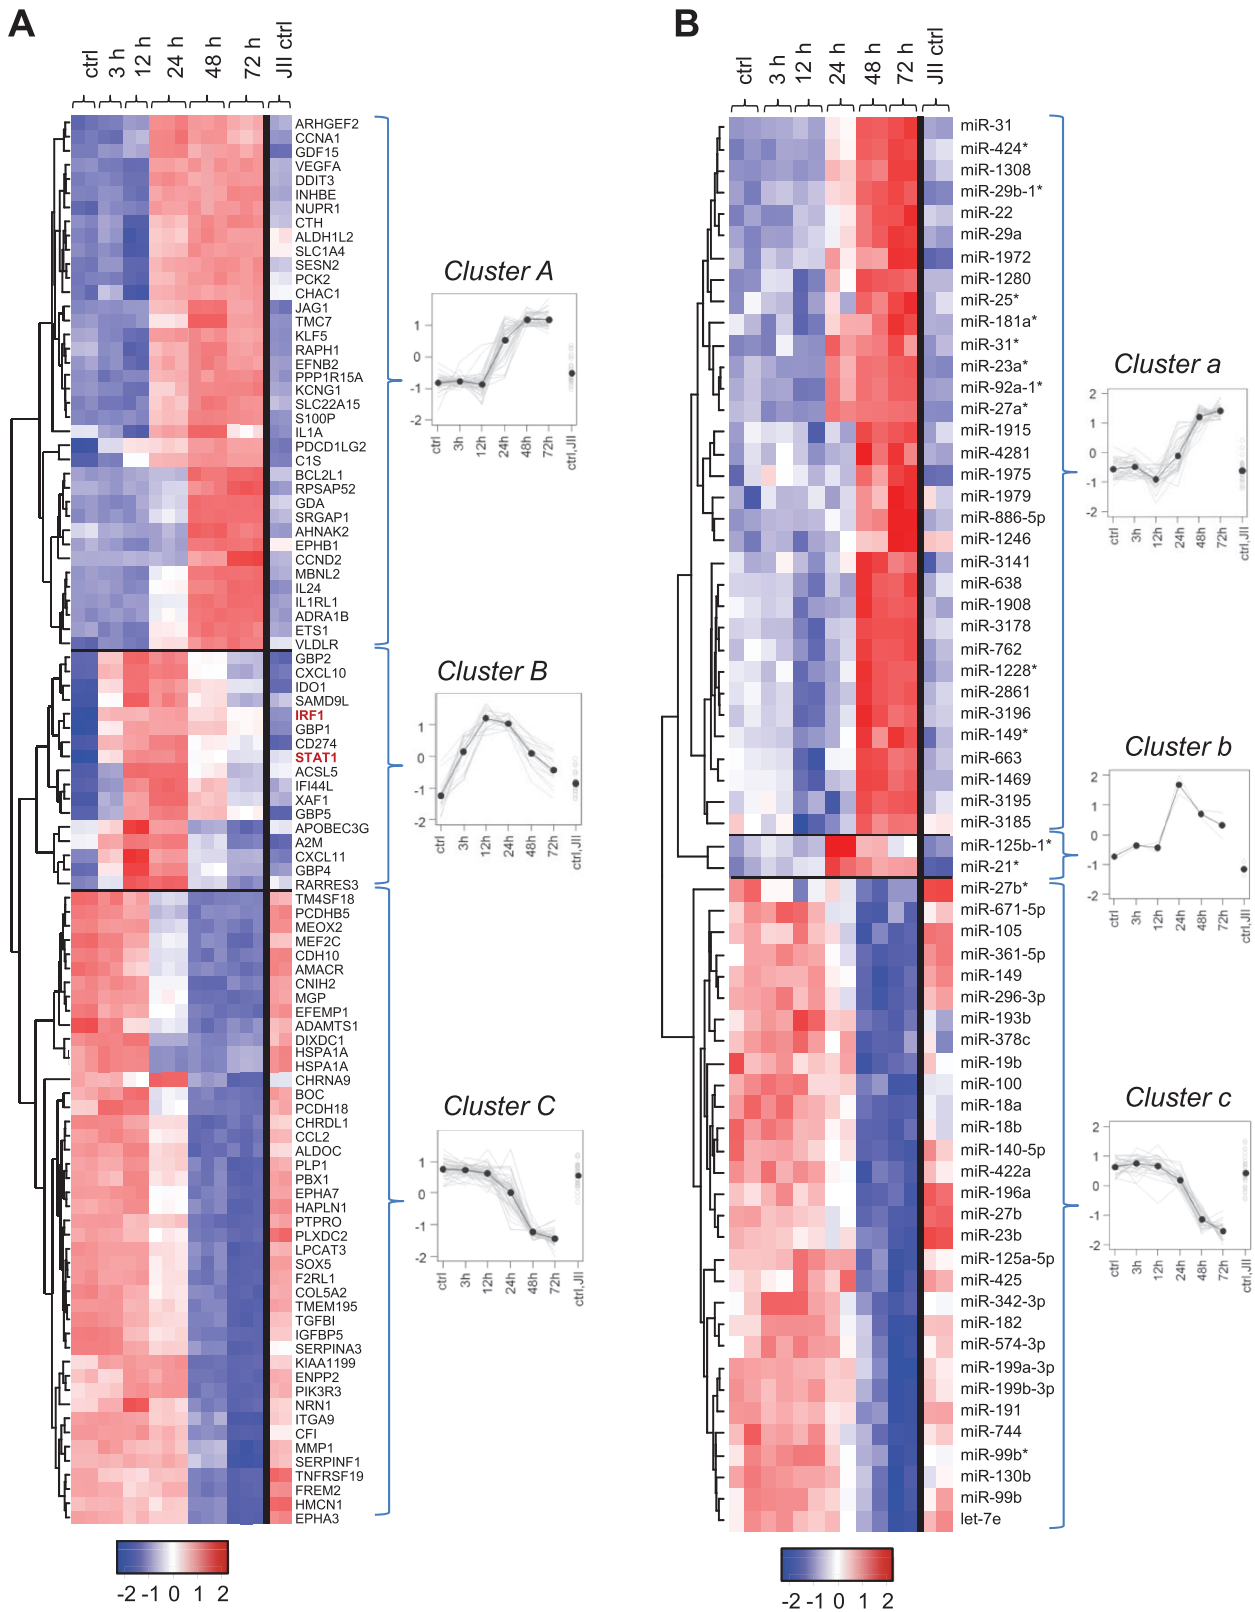 A
ctrl
3 h
12 h
24 h
48 h
72 h
JII ctrl
ARHGEF2
CCNA1
GDF15
VEGFA
DDIT3
INHBE
NUPR1
CTH
ALDH1L2
SLC1A4
SESN2
PCK2
CHAC1
JAG1
TMC7
KLF5
RAPH1
EFNB2
PPP1R15A
KCNG1
SLC22A15
S100P
IL1A
PDCD1LG2
C1S
BCL2L1
RPSAP52
GDA
SRGAP1
AHNAK2
EPHB1
CCND2
MBNL2
IL24
IL1RL1
ADRA1B
ETS1
VLDLR
GBP2
CXCL10
IDO1
SAMD9L
IRF1
GBP1
CD274
STAT1
ACSL5
IFI44L
XAF1
GBP5
APOBEC3G
A2M
CXCL11
GBP4
RARRES3
TM4SF18
PCDHB5
MEOX2
MEF2C
CDH10
AMACR
CNIH2
MGP
EFEMP1
ADAMTS1
DIXDC1
HSPA1A
HSPA1A
CHRNA9
BOC
PCDH18
CHRDL1
CCL2
ALDOC
PLP1
PBX1
EPHA7
HAPLN1
PTPRO
PLXDC2
LPCAT3
SOX5
F2RL1
COL5A2
TMEM195
TGFBI
IGFBP5
SERPINA3
KIAA1199
ENPP2
PIK3R3
NRN1
ITGA9
CFI
MMP1
SERPINF1
TNFRSF19
FREM2
HMCN1
EPHA3
-2 -1 0 1 2
Cluster A
1
0
-1
-2
ctrl
3h
12h
24h
48h
72h
ctrl,JII
Cluster B
1
0
-1
-2
ctrl
3h
12h
24h
48h
72h
ctrl,JII
Cluster C
1
0
-1
-2
ctrl
3h
12h
24h
48h
72h
ctrl,JII
B
ctrl
3 h
12 h
24 h
48 h
72 h
JII ctrl
miR-31
miR-424*
miR-1308
miR-29b-1*
miR-22
miR-29a
miR-1972
miR-1280
miR-25*
miR-181a*
miR-31*
miR-23a*
miR-92a-1*
miR-27a*
miR-1915
miR-4281
miR-1975
miR-1979
miR-886-5p
miR-1246
miR-3141
miR-638
miR-1908
miR-3178
miR-762
miR-1228*
miR-2861
miR-3196
miR-149*
miR-663
miR-1469
miR-3195
miR-3185
miR-125b-1*
miR-21*
miR-27b*
miR-671-5p
miR-105
miR-361-5p
miR-149
miR-296-3p
miR-193b
miR-378c
miR-19b
miR-100
miR-18a
miR-18b
miR-140-5p
miR-422a
miR-196a
miR-27b
miR-23b
miR-125a-5p
miR-425
miR-342-3p
miR-182
miR-574-3p
miR-199a-3p
miR-199b-3p
miR-191
miR-744
miR-99b*
miR-130b
miR-99b
let-7e
-2 -1 0 1 2
Cluster a
2
1
0
-1
-2
ctrl
3h
12h
24h
48h
72h
ctrl,JII
Cluster b
2
1
0
-1
-2
ctrl
3h
12h
24h
48h
72h
ctrl,JII
Cluster c
2
1
0
-1
-2
ctrl
3h
12h
24h
48h
72h
ctrl,JII